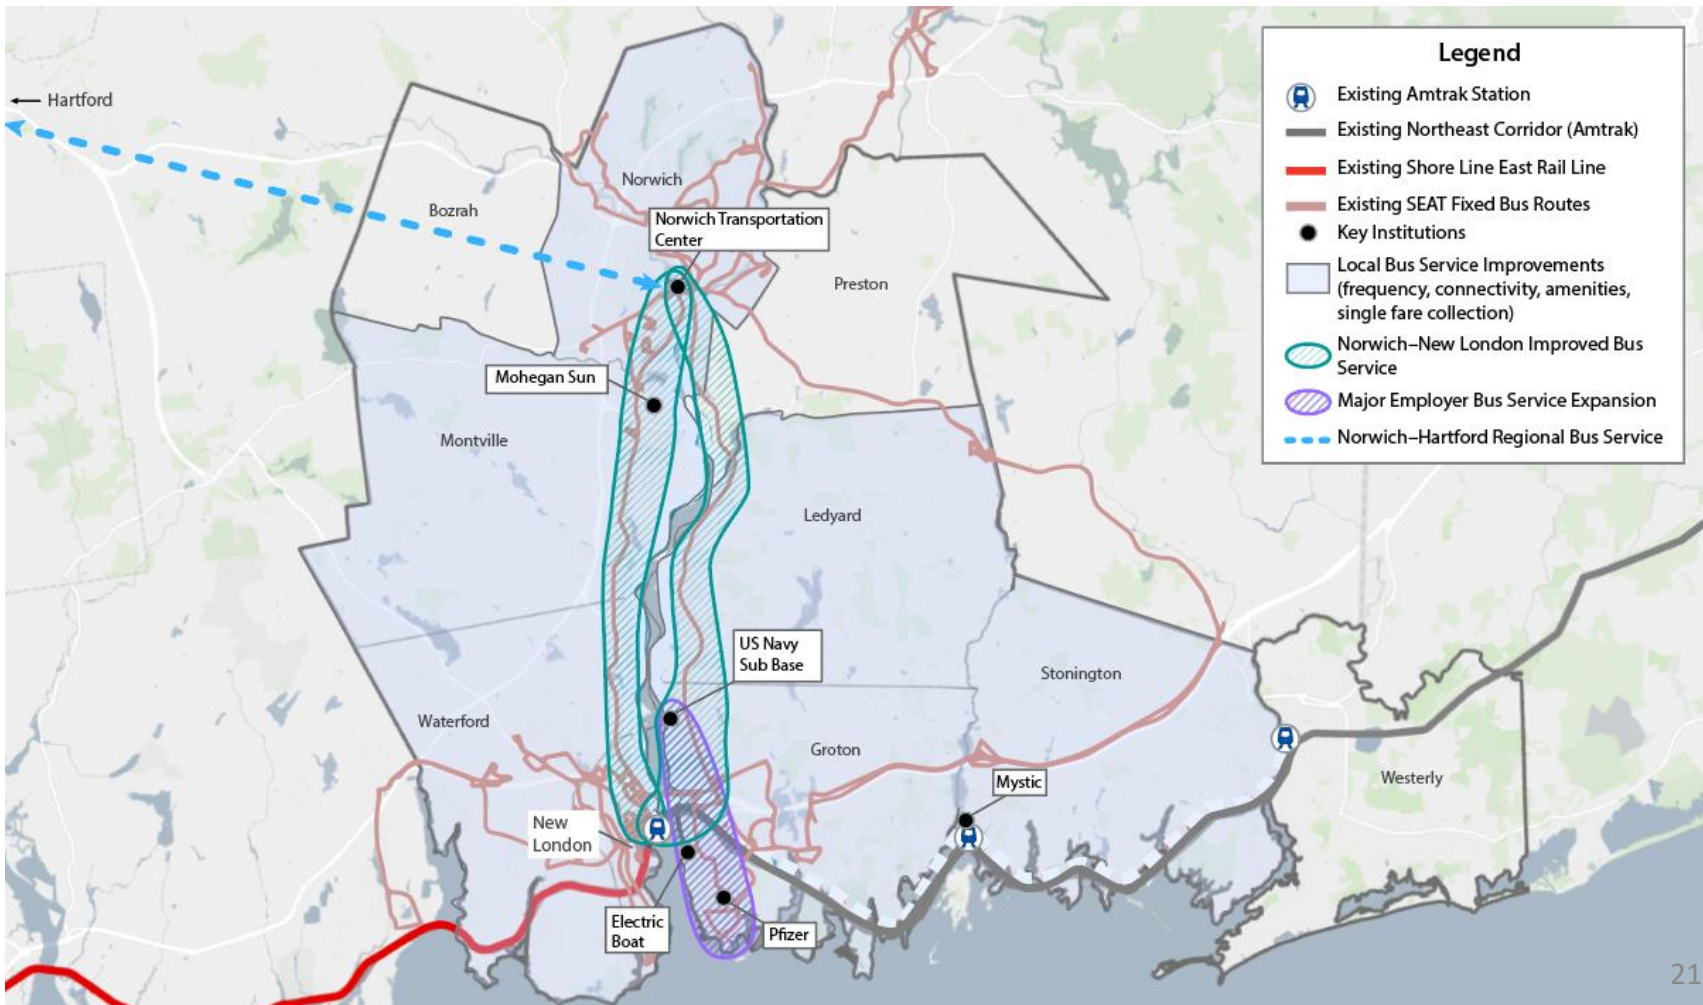 Hartford
Norwich
Bozrah
Norwich Transportation
Center
Preston
Mohegan Sun
Montville
Ledyard
US Navy
Sub Base
Stonington
Waterford
Groton
Mystic
Westerly
New
London
Electric
Boat
Pfizer
Legend
Existing Amtrak Station
Existing Northeast Corridor (Amtrak)
Existing Shore Line East Rail Line
Existing SEAT Fixed Bus Routes
Key Institutions
Local Bus Service Improvements
(frequency, connectivity, amenities,
single fare collection)
Norwich–New London Improved Bus
Service
Major Employer Bus Service Expansion
Norwich–Hartford Regional Bus Service
21